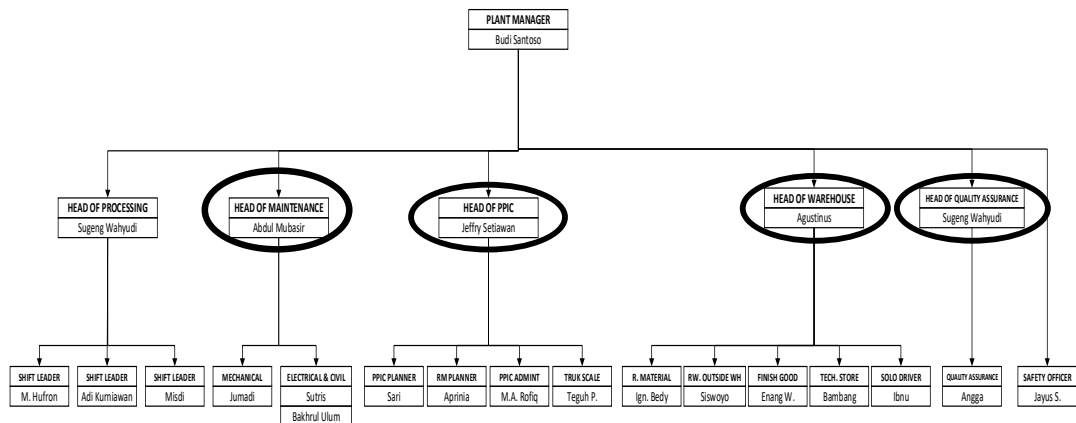 PLANT MANAGER
Budi Santoso
HEAD OF PROCESSING
Sugeng Wahyudi
HEAD OF MAINTENANCE
Abdul Mubasir
HEAD OF PPIC
Jeffry Setiawan
HEAD OF WAREHOUSE
Agustinus
HEAD OF QUALITY ASSURANCE
Sugeng Wahyudi
SHIFT LEADER
M. Hufron
SHIFT LEADER
Adi Kurniawan
SHIFT LEADER
Misdi
MECHANICAL
Jumadi
ELECTRICAL & CIVIL
Sutris
Bakhrul Ulum
PPIC PLANNER
Sari
RM PLANNER
Aprinia
PPIC ADMINT
M.A. Rofiq
TRUK SCALE
Teguh P.
R. MATERIAL
Ign. Bedy
RW. OUTSIDE WH
Siswoyo
FINISH GOOD
Enang W.
TECH. STORE
Bambang
SOLO DRIVER
Ibnu
QUALITY ASSURANCE
Angga
SAFETY OFFICER
Jayus S.